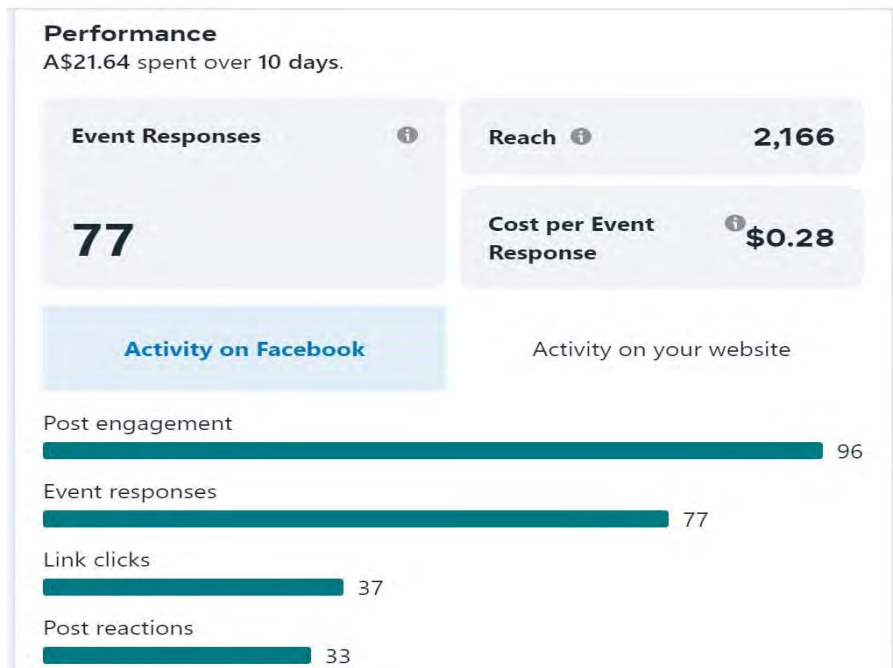 Performance
A$21.64 spent over 10 days.
Event Responses
77
Reach 2,166
Cost per Event
Response
$0.28
Activity on Facebook
Activity on your website
Post engagement
96
Event responses
77
Link clicks
37
Post reactions
33